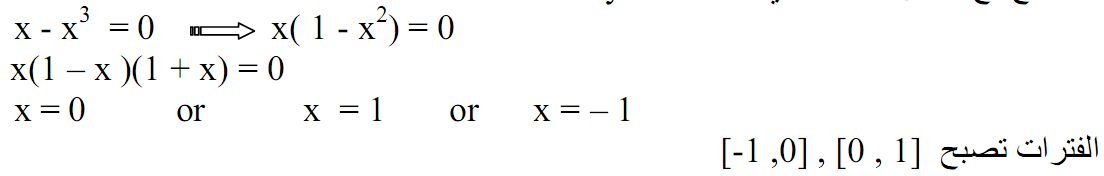 x - x³ = 0 ⟹ x( 1 - x²) = 0
x(1 – x )(1 + x) = 0
x = 0 or x = 1 or x = – 1
الفترات تصبح [-1 ,0] , [0 , 1]